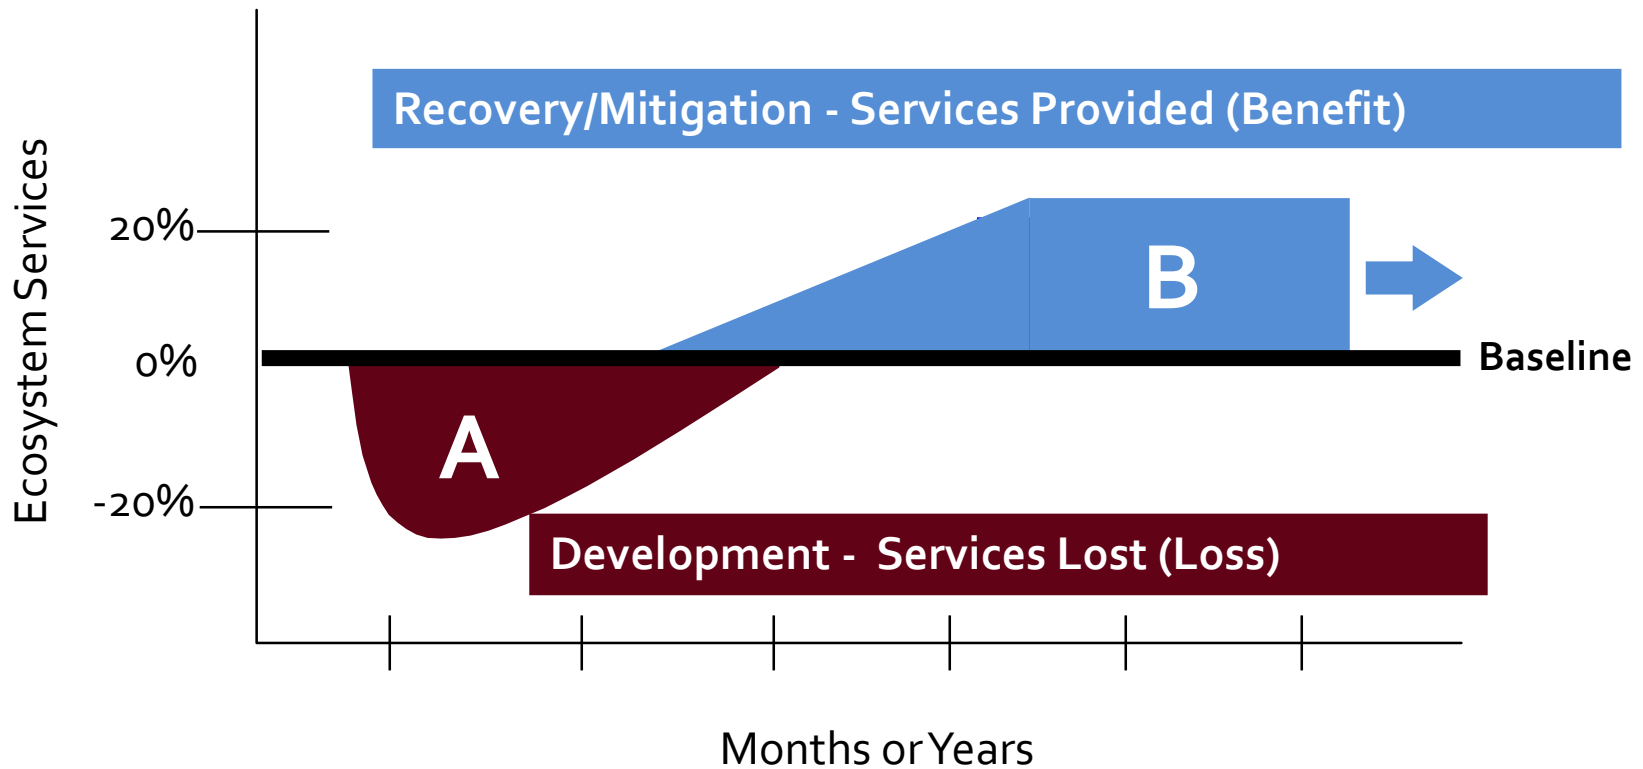 Recovery/Mitigation - Services Provided (Benefit)
Ecosystem Services
20%
B
0%
Baseline
A
-20%
Development - Services Lost (Loss)
Months or Years